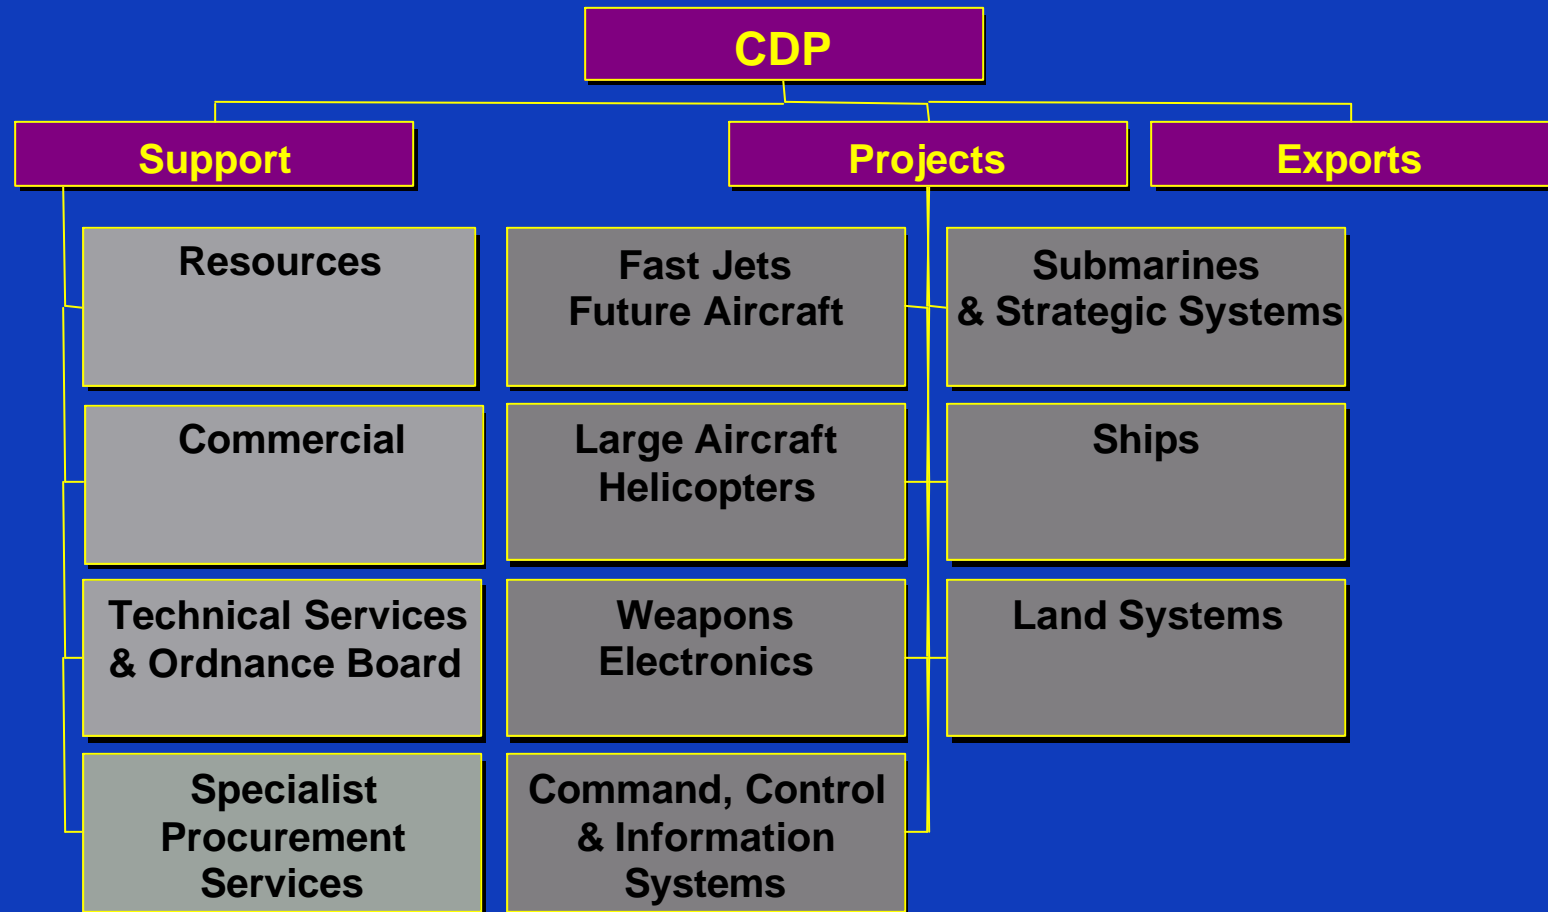 CDP
Support
Projects
Exports
Resources
Fast Jets
Future Aircraft
Submarines
& Strategic Systems
Commercial
Large Aircraft
Helicopters
Ships
Technical Services
& Ordnance Board
Weapons
Electronics
Land Systems
Specialist
Procurement
Services
Command, Control
& Information
Systems